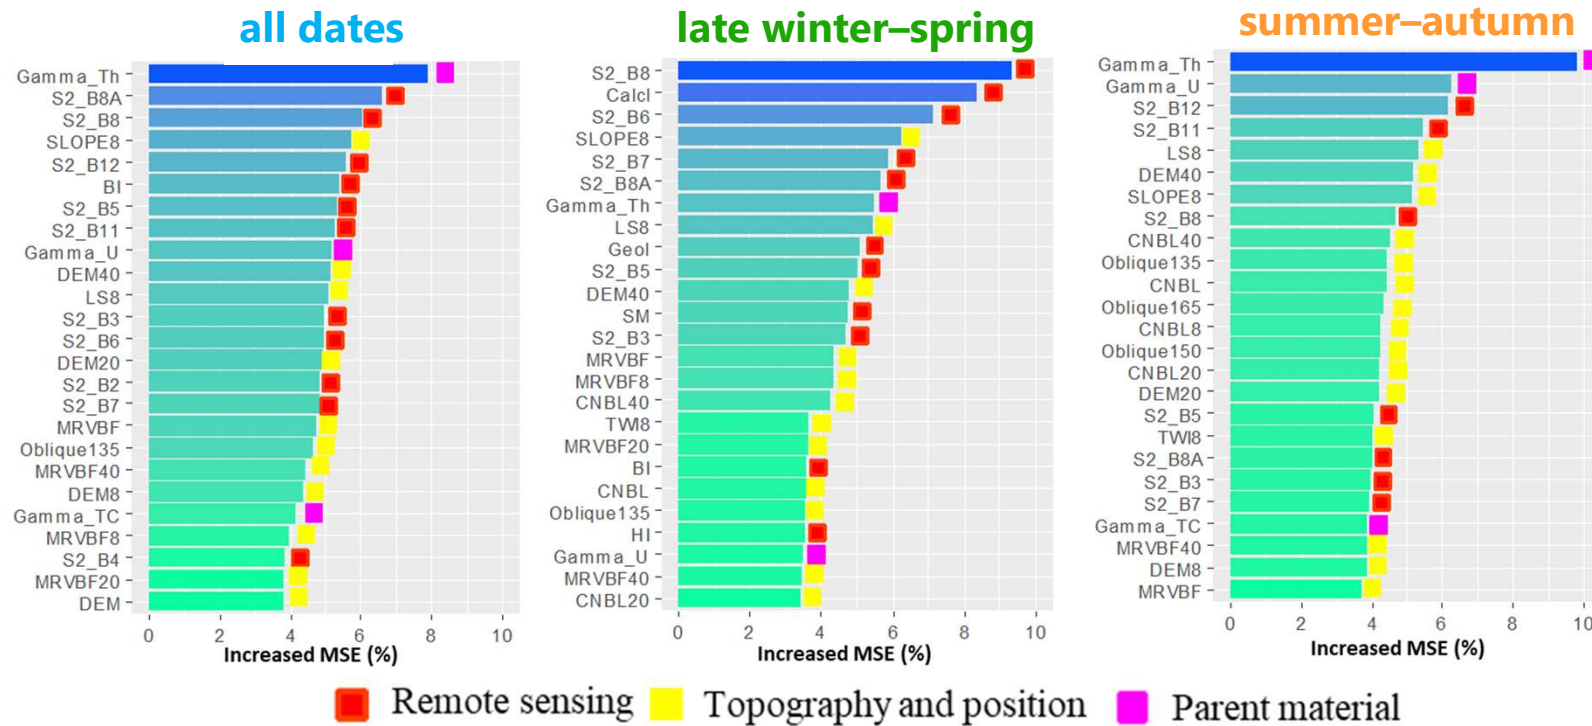 all dates
Gamma_Th
S2_B8A
S2_B8
SLOPE8
S2_B12
BI
S2_B5
S2_B11
Gamma_U
DEM40
LS8
S2_B3
S2_B6
DEM20
S2_B2
S2_B7
MRVBF
Oblique135
MRVBF40
DEM8
Gamma_TC
MRVBF8
S2_B4
MRVBF20
DEM
0 2 4 6 8 10
Increased MSE (%)
late winter–spring
S2_B8
CalcI
S2_B6
SLOPE8
S2_B7
S2_B8A
Gamma_Th
LS8
GeoI
S2_B5
DEM40
SM
S2_B3
MRVBF
MRVBF8
CNBL40
TWI8
MRVBF20
BI
CNBL
Oblique135
HI
Gamma_U
MRVBF40
CNBL20
0 2 4 6 8 10
Increased MSE (%)
summer–autumn
Gamma_Th
Gamma_U
S2_B12
S2_B11
LS8
DEM40
SLOPE8
S2_B8
CNBL40
Oblique135
CNBL
Oblique165
CNBL8
Oblique150
CNBL20
DEM20
S2_B5
TWI8
S2_B8A
S2_B3
S2_B7
Gamma_TC
MRVBF40
DEM8
MRVBF
0 2 4 6 8 10
Increased MSE (%)
Remote sensing Topography and position Parent material